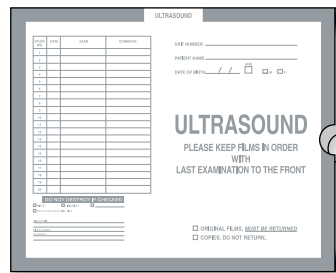 ULTRASOUND
STUDY NO. DATE EXAM COMMENTS
1
2
3
4
5
6
7
8
9
10
11
12
13
14
15
16
17
18
19
20
DO NOT DESTROY IF CHECKED
UNIT NUMBER
PATIENT NAME
DATE OF BIRTH / / M F
ULTRASOUND
PLEASE KEEP FILMS IN ORDER
WITH
LAST EXAMINATION TO THE FRONT
ORIGINAL FILMS, MUST BE RETURNED.
COPIES, DO NOT RETURN.